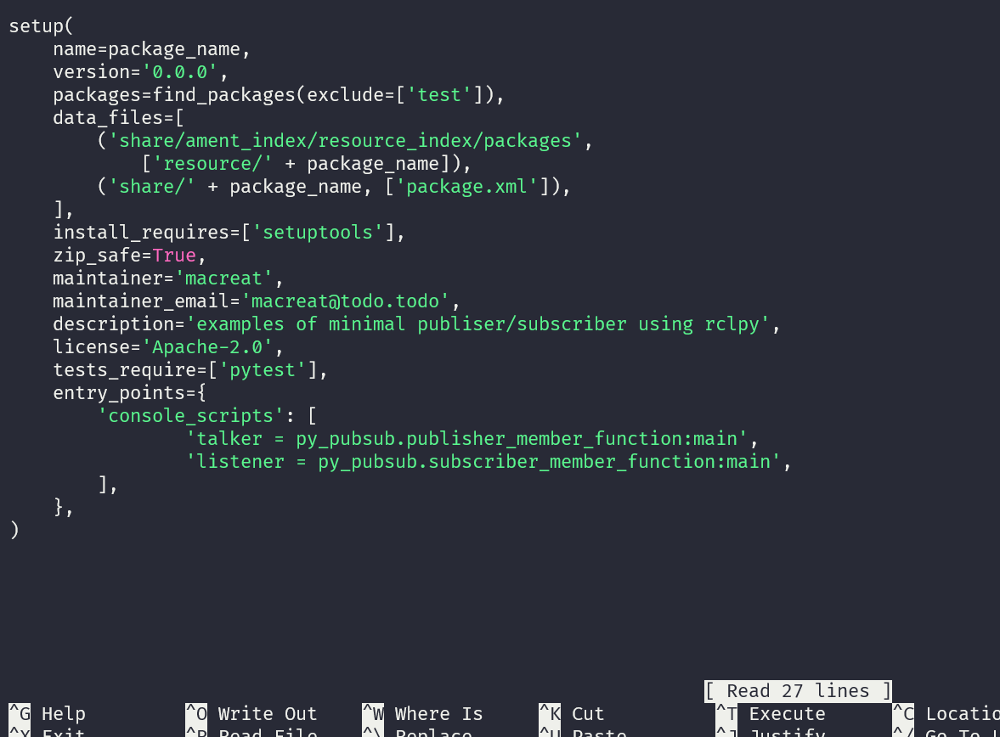 setup(
    name=package_name,
    version='0.0.0',
    packages=find_packages(exclude=['test']),
    data_files=[
        ('share/ament_index/resource_index/packages',
            ['resource/' + package_name]),
        ('share/' + package_name, ['package.xml']),
    ],
    install_requires=['setuptools'],
    zip_safe=True,
    maintainer='macreat',
    maintainer_email='macreat@todo.todo',
    description='examples of minimal publiser/subscriber using rclpy',
    license='Apache-2.0',
    tests_require=['pytest'],
    entry_points={
        'console_scripts': [
                'talker = py_pubsub.publisher_member_function:main',
                'listener = py_pubsub.subscriber_member_function:main',
        ],
    },
)
[ Read 27 lines ]
^G Help ^O Write Out ^W Where Is ^K Cut ^T Execute ^C Locatio
^X Exit ^R Read File ^\ Replace ^U Paste ^J Justify ^/ Go To L